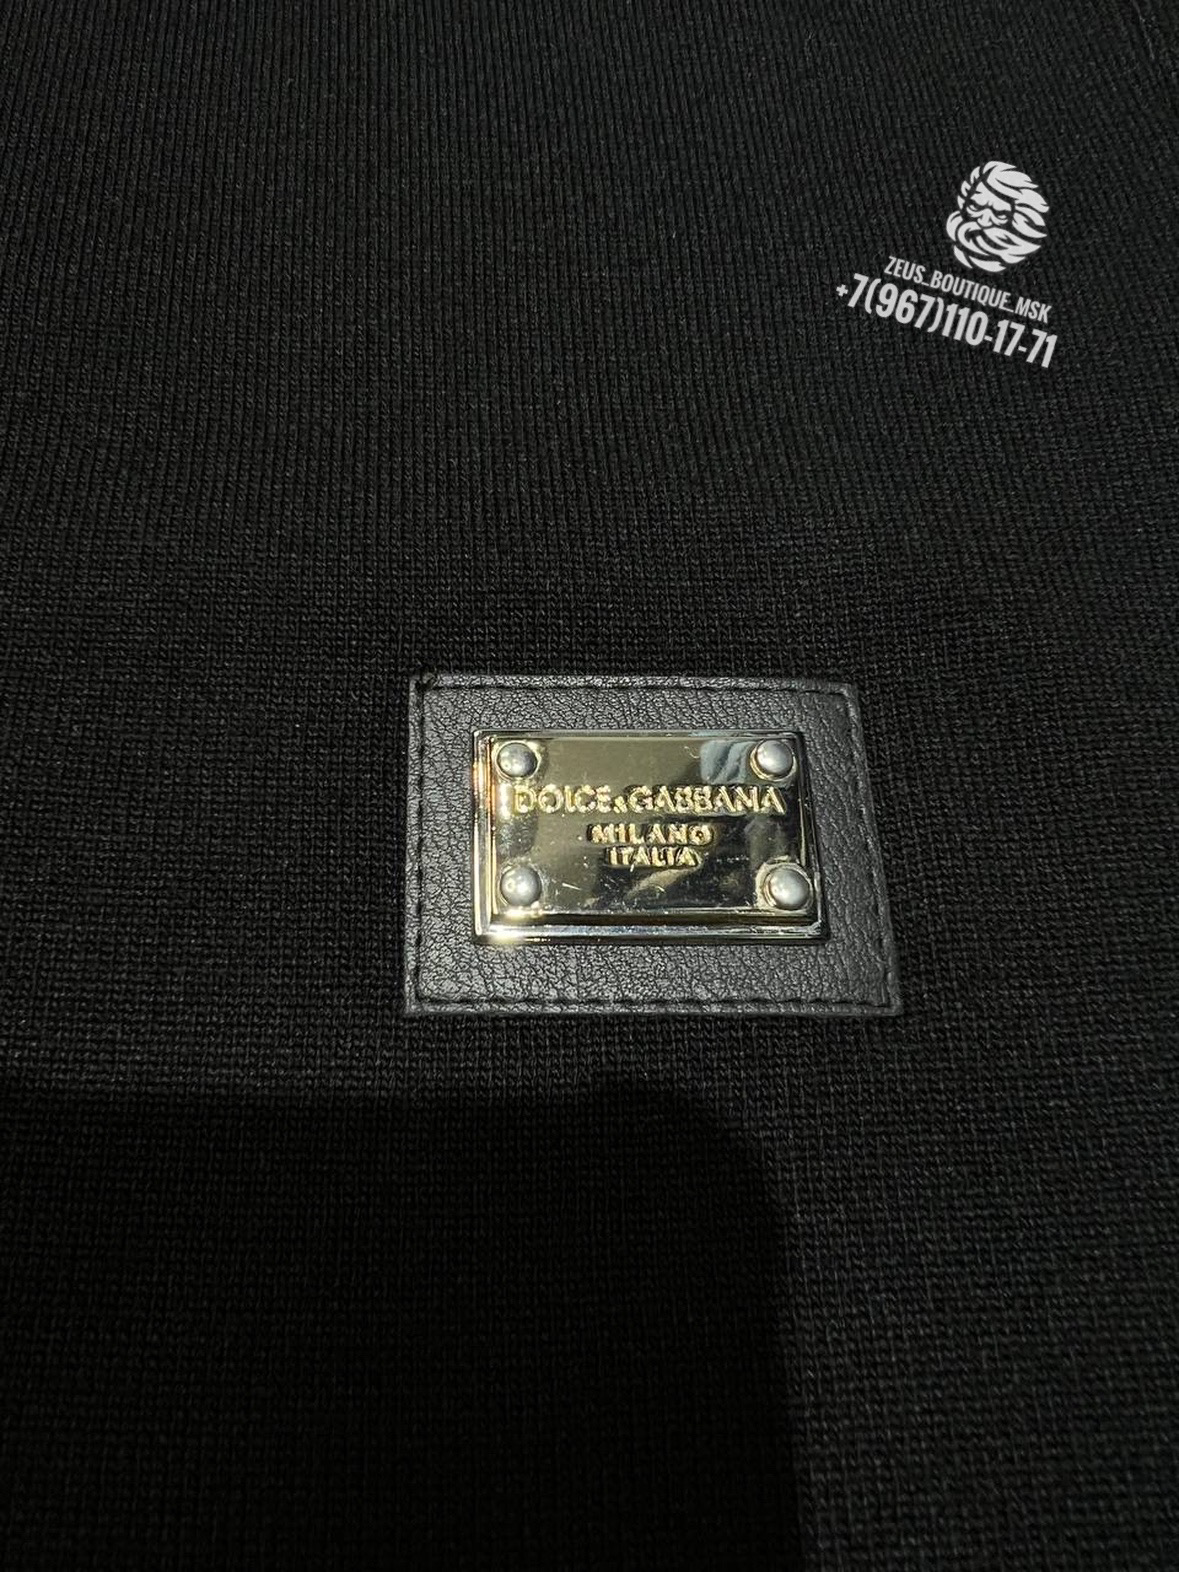 ZEUS_BOUTIQUE_MSK
+7(967)110-17-71
DOLCE&GABBANA
MILANO
ITALIA